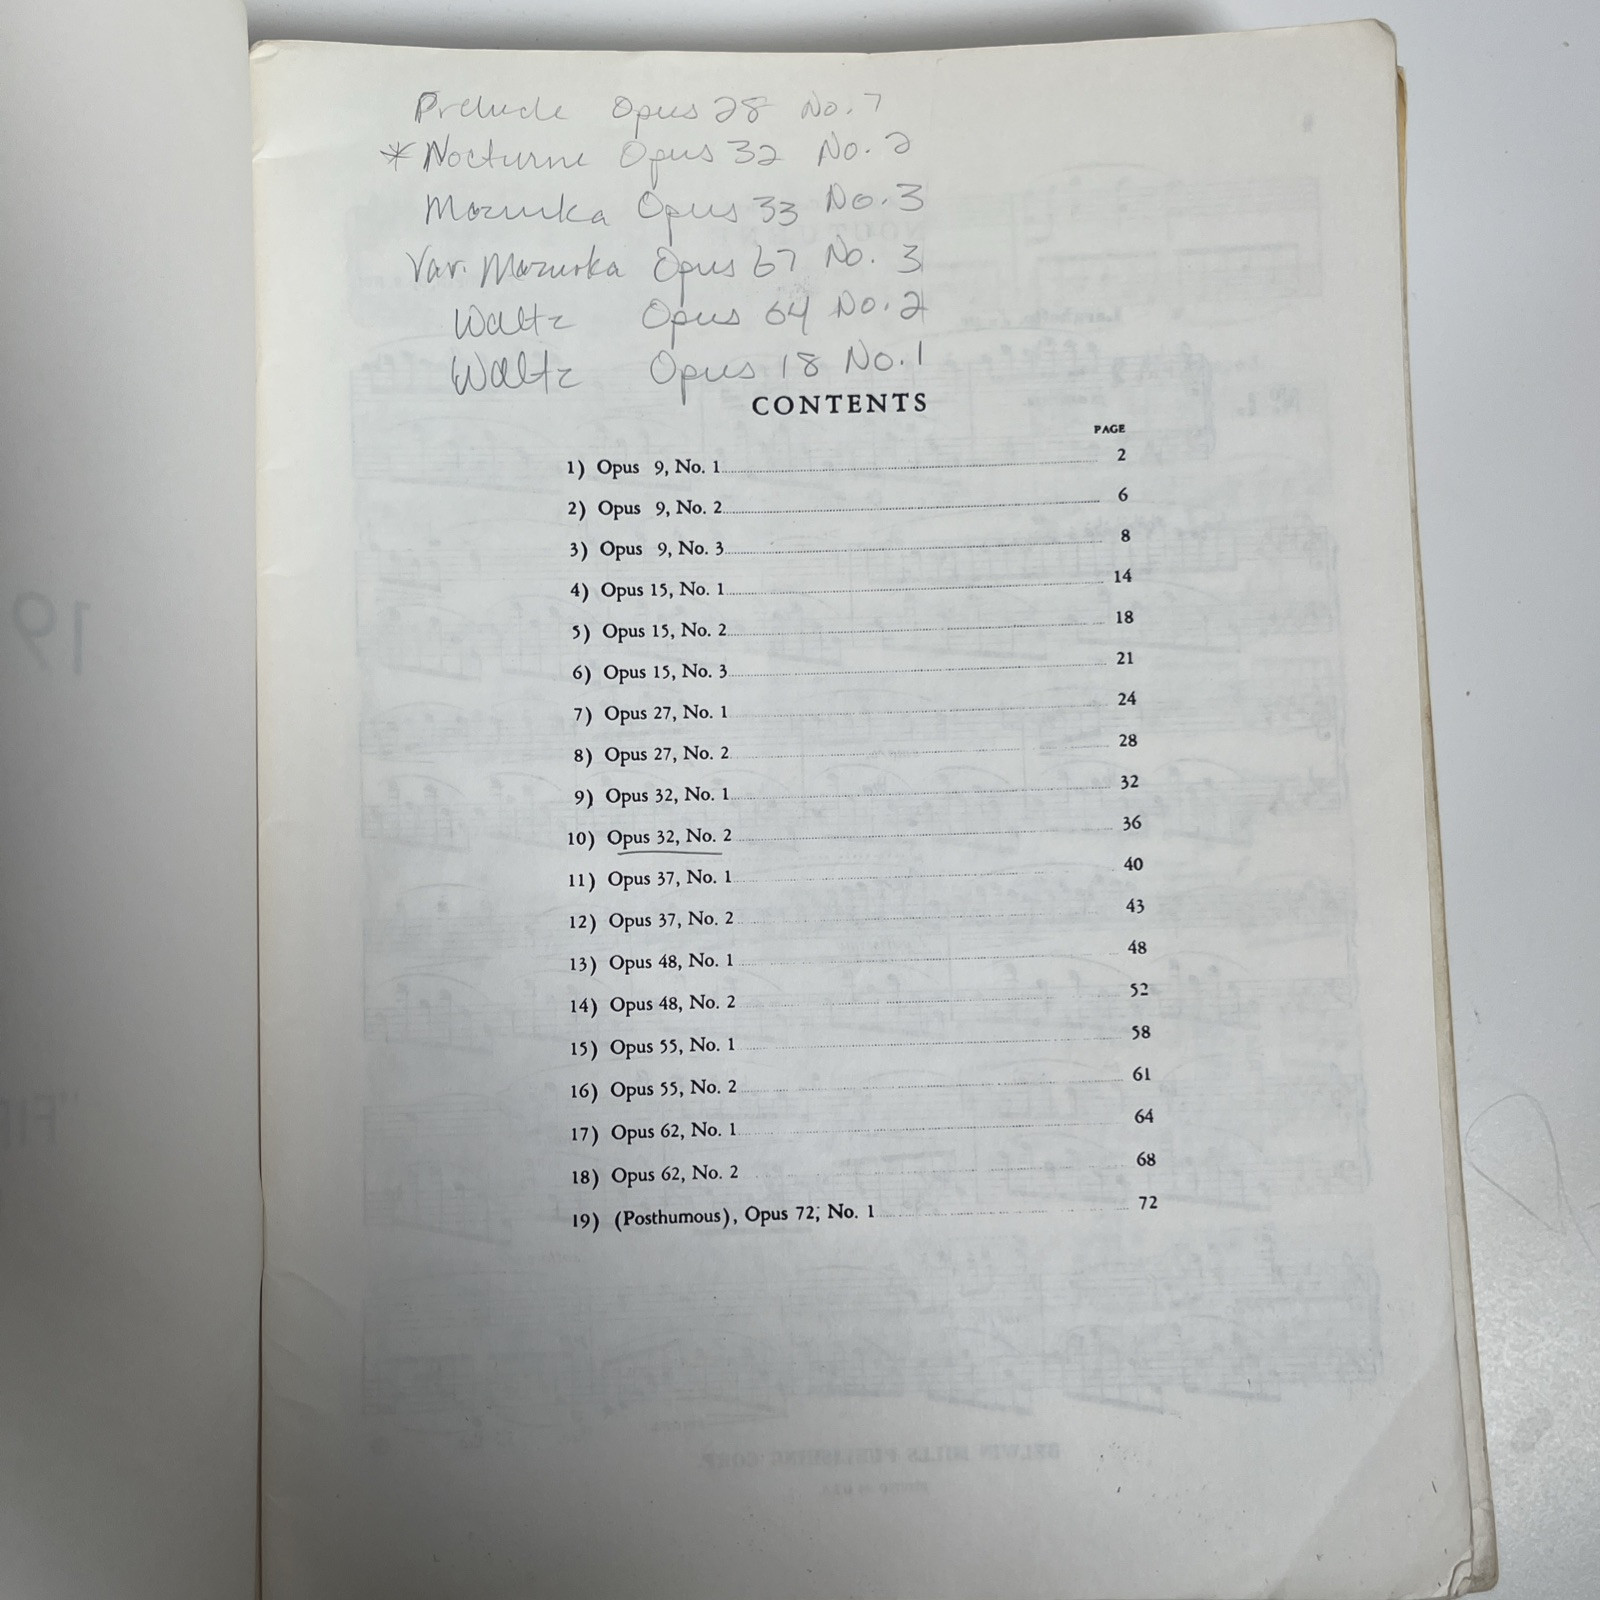 Prelude Opus 28 No. 7
* Nocturne Opus 32 No. 2
Mazurka Opus 33 No. 3
Var. Mazurka Opus 67 No. 3
Waltz Opus 64 No. 2
Waltz Opus 18 No. 1
CONTENTS
PAGE
1) Opus 9, No. 1 2
2) Opus 9, No. 2 6
3) Opus 9, No. 3 8
4) Opus 15, No. 1 14
5) Opus 15, No. 2 18
6) Opus 15, No. 3 21
7) Opus 27, No. 1 24
8) Opus 27, No. 2 28
9) Opus 32, No. 1 32
10) Opus 32, No. 2 36
11) Opus 37, No. 1 40
12) Opus 37, No. 2 43
13) Opus 48, No. 1 48
14) Opus 48, No. 2 52
15) Opus 55, No. 1 58
16) Opus 55, No. 2 61
17) Opus 62, No. 1 64
18) Opus 62, No. 2 68
19) (Posthumous), Opus 72, No. 1 72
BELWIN MILLS PUBLISHING CORP.